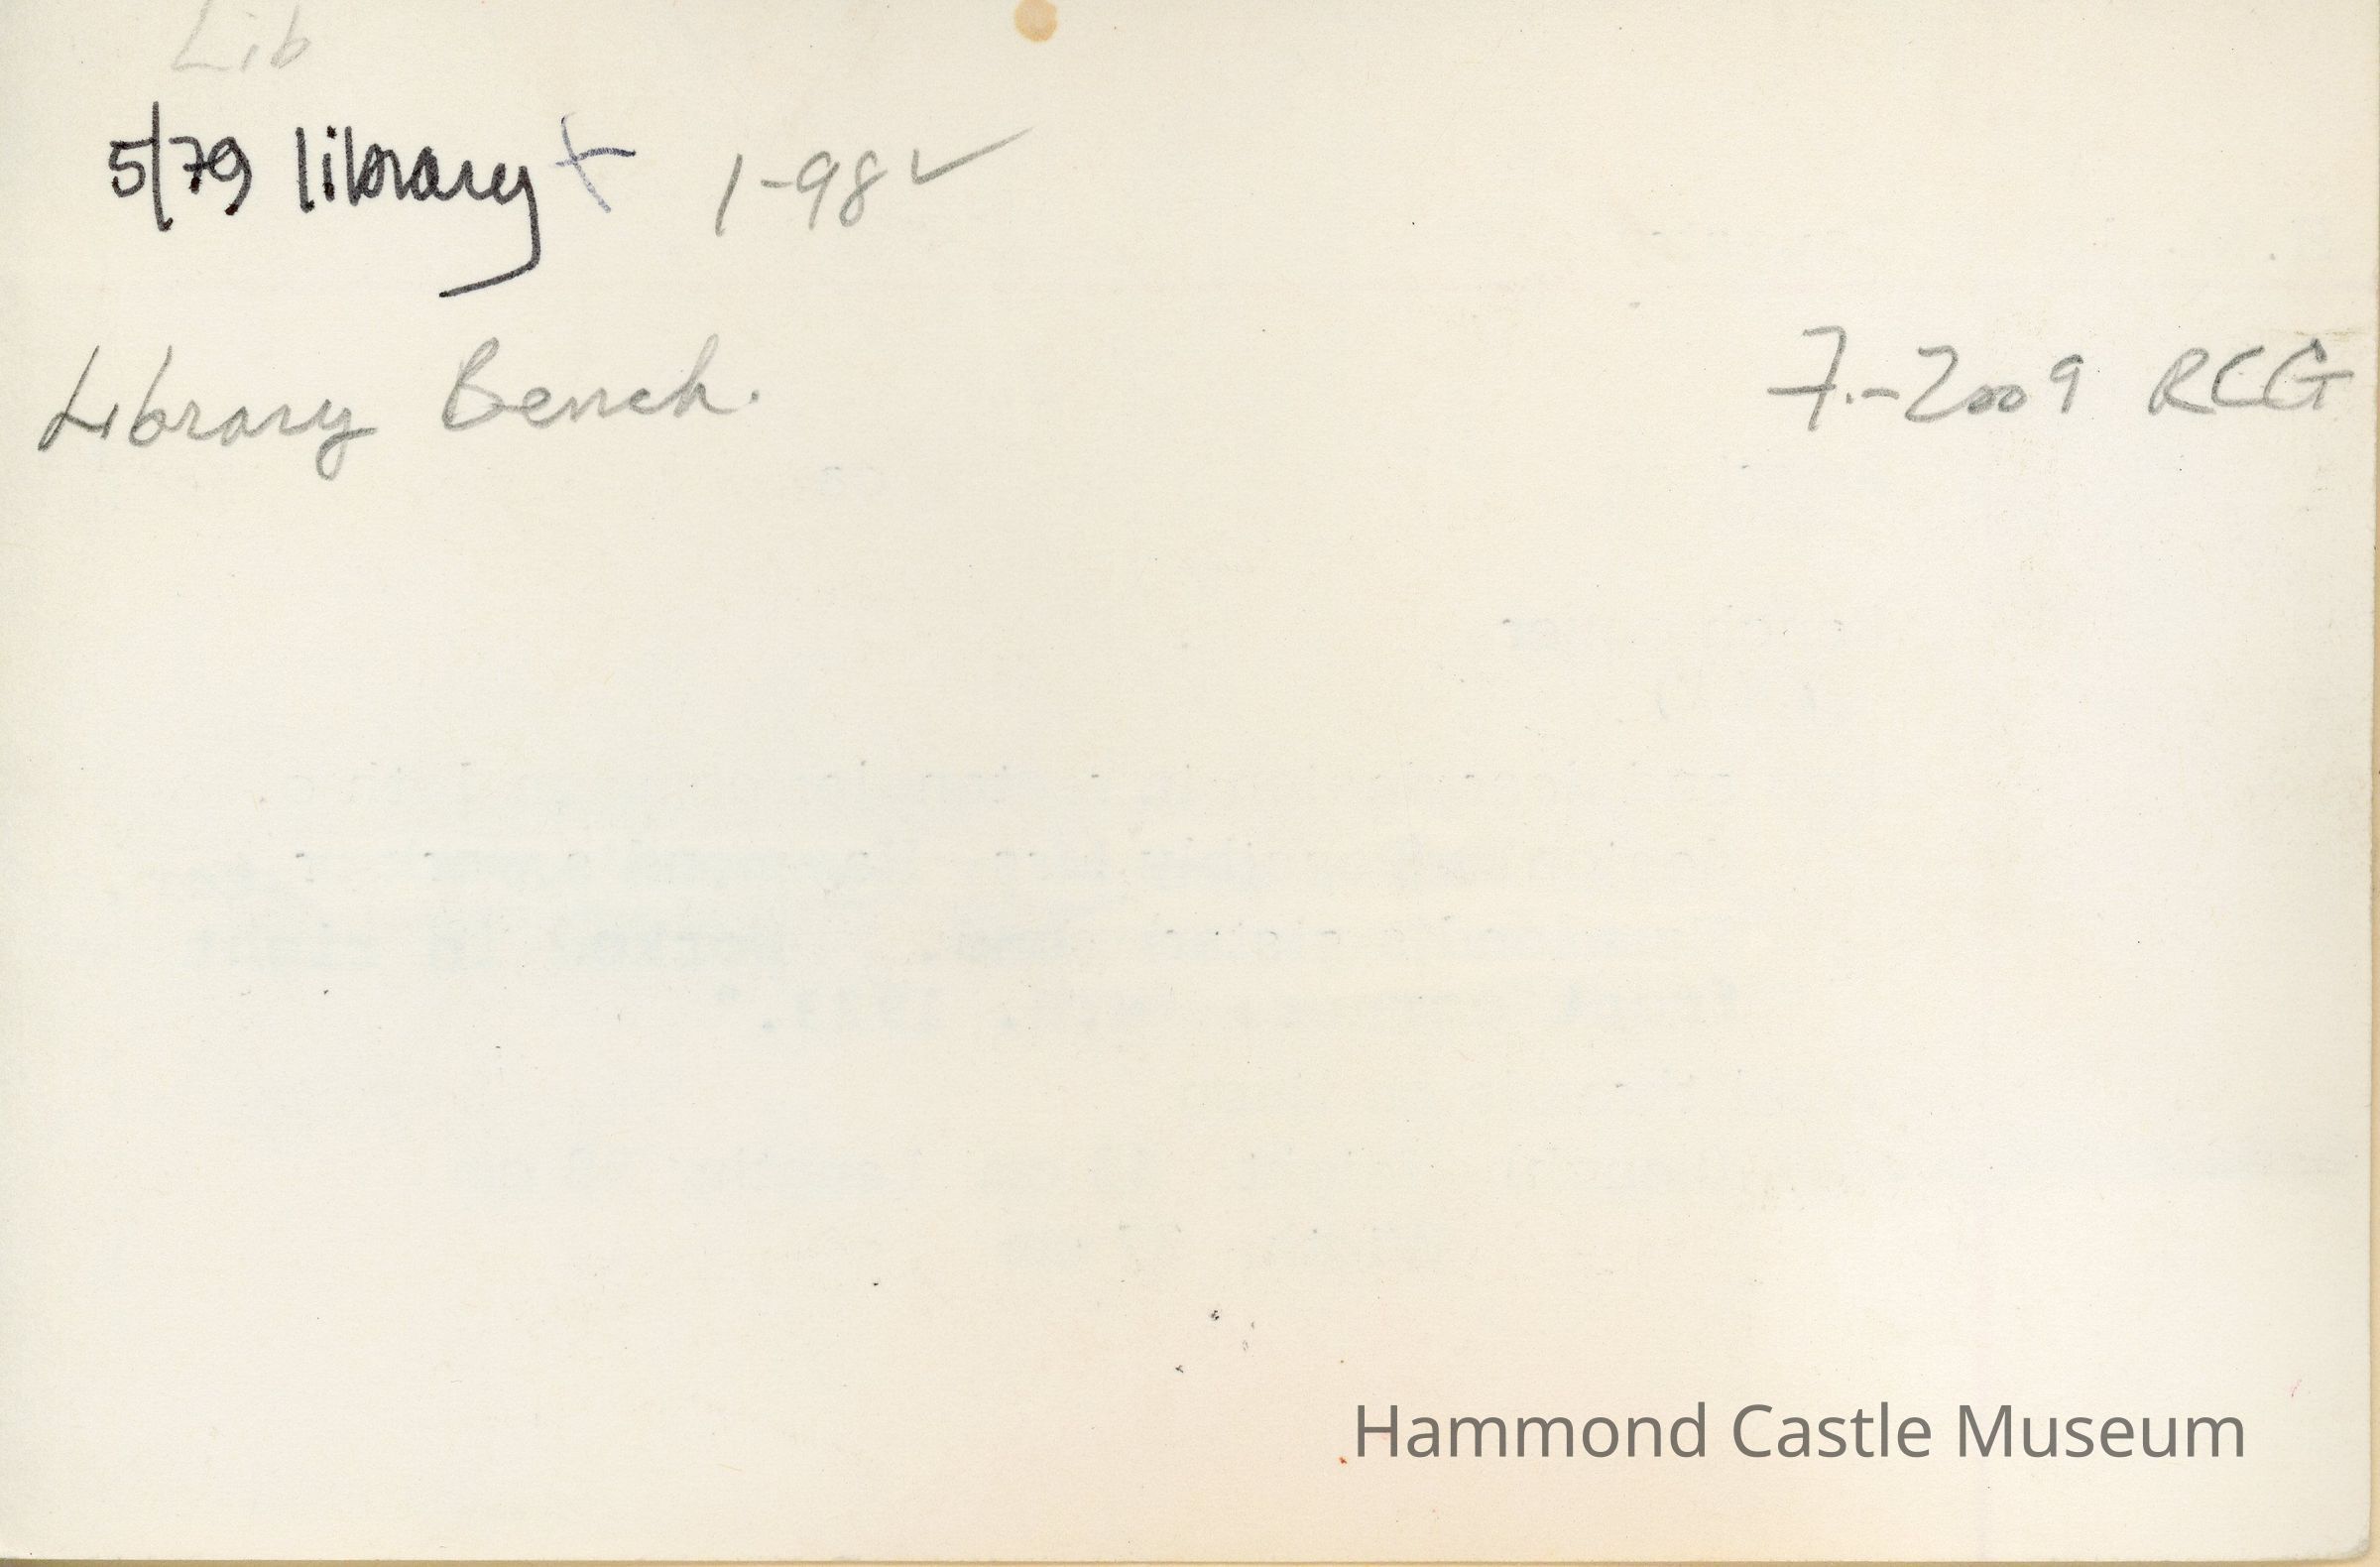 Lib
5/79 library + 1-98 ✓
Library Bench. 7.-2009 RCG
Hammond Castle Museum